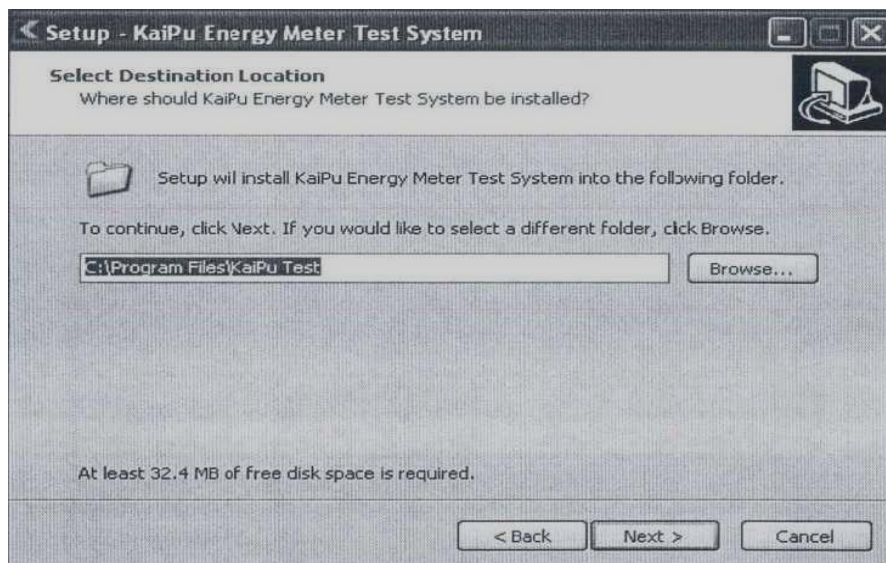 Setup - KaiPu Energy Meter Test System
Select Destination Location
Where should KaiPu Energy Meter Test System be installed?
Setup wil install KaiPu Energy Meter Test System into the following folder.
To continue, click Next. If you would like to select a different folder, click Browse.
C:\Program Files\KaiPu Test
Browse...
At least 32.4 MB of free disk space is required.
< Back
Next >
Cancel